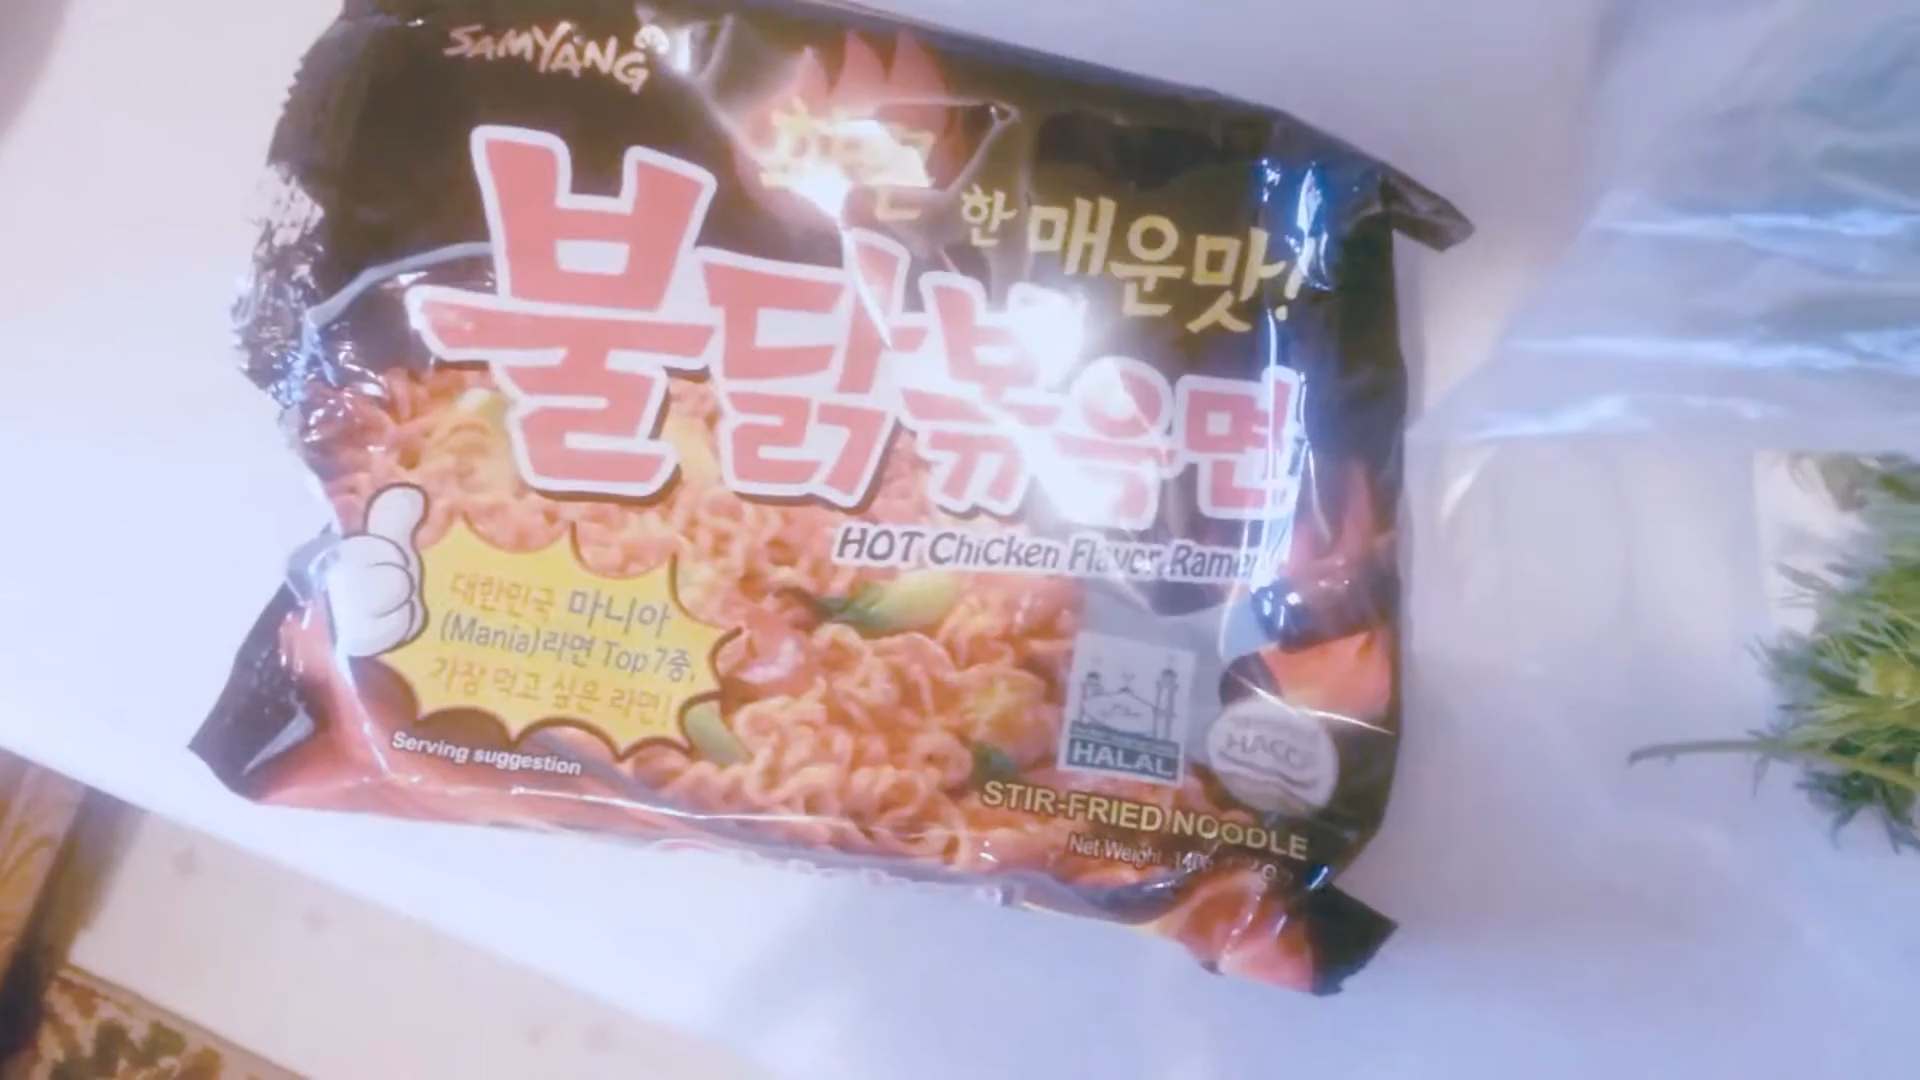 SAMYANG
한 매운맛!
불닭볶음면
HOT Chicken Flavor Ramen
대한민국 마니아
(Mania)라면 Top 7중,
가장 먹고 싶은 라면!
Serving suggestion
HALAL
HACCP
STIR-FRIED NOODLE
Net Weight